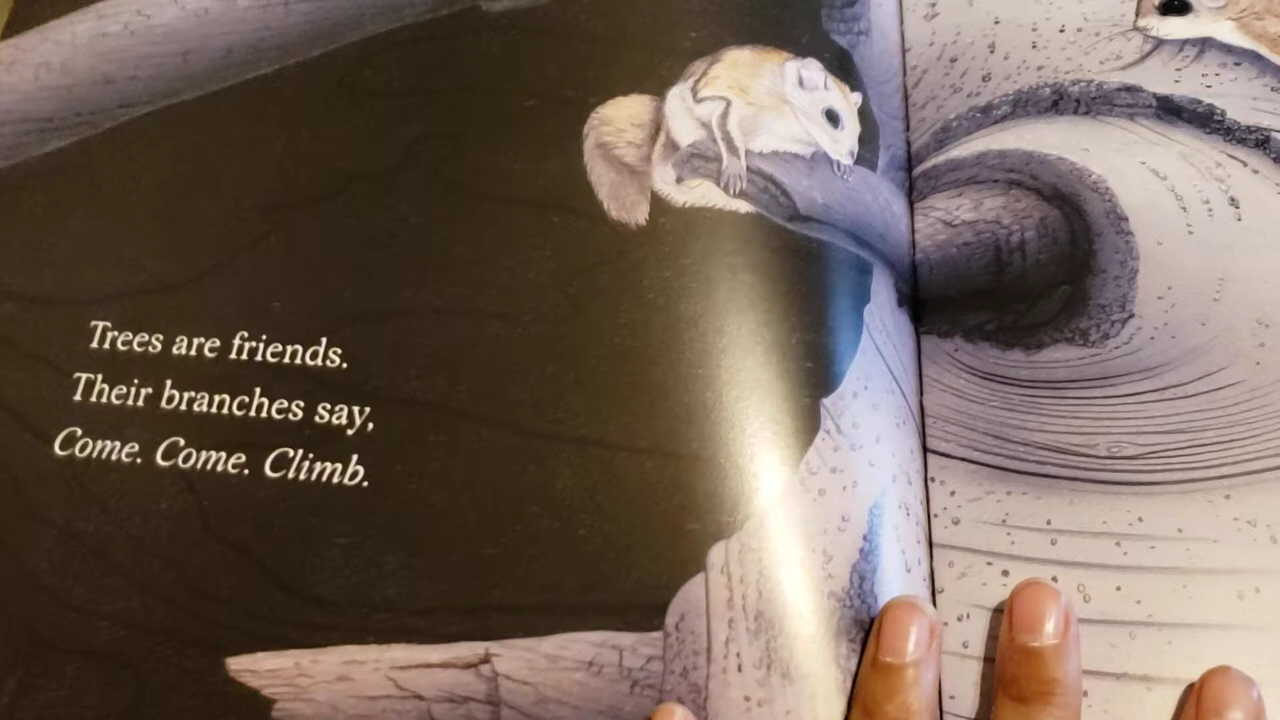 Trees are friends.
Their branches say,
Come. Come. Climb.